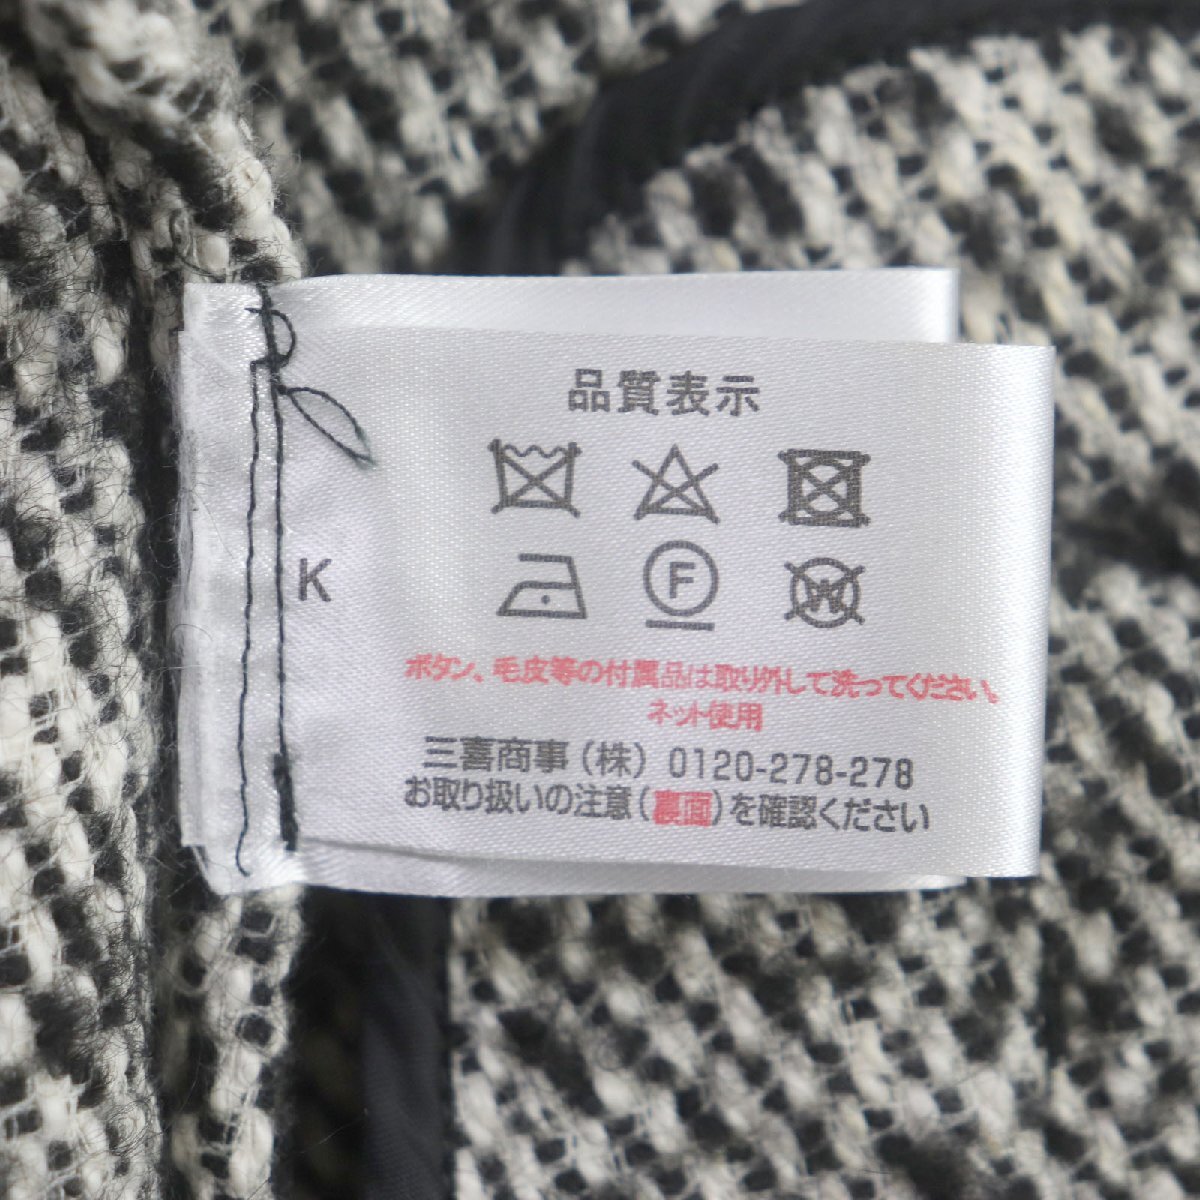 品質表示
K
F
W
ボタン、毛皮等の付属品は取り外して洗ってください。
ネット使用
三喜商事(株) 0120-278-278
お取り扱いの注意(裏面)を確認ください